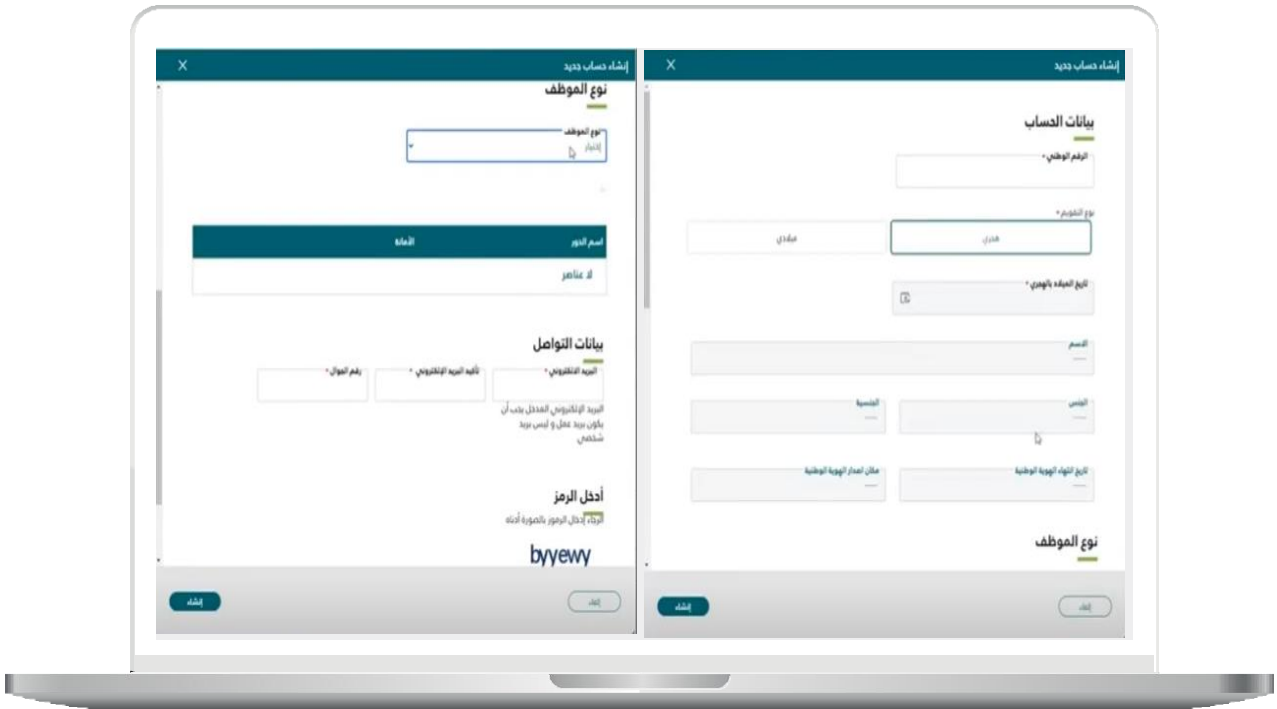 إنشاء حساب جديد
بيانات الحساب
الرقم الوطني *
نوع التقويم *
هجري
ميلادي
تاريخ الميلاد بالهجري *
الاسم
الجنس
الجنسية
تاريخ انتهاء الهوية الوطنية
مكان اصدار الهوية الوطنية
نوع الموظف
إلغاء
إنشاء
إنشاء حساب جديد
نوع الموظف
نوع الموظف
إختيار
اسم الدور
الأمانة
لا عناصر
بيانات التواصل
البريد الالكتروني *
تأكيد البريد الإلكتروني *
رقم الجوال *
البريد الإلكتروني المدخل يجب أن
يكون بريد عمل و ليس بريد
شخصي
أدخل الرمز
الرجاء إدخال الرموز بالصورة أدناه
byyewy
إلغاء
إنشاء